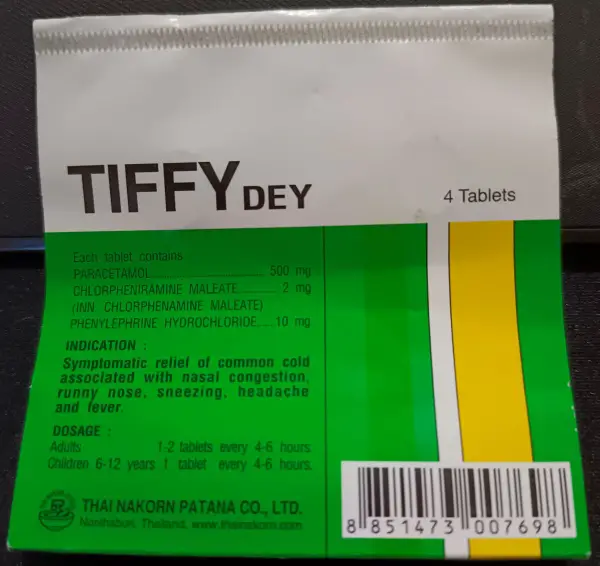 TIFFY DEY
4 Tablets
Each tablet contains
PARACETAMOL 500 mg
CHLORPHENIRAMINE MALEATE 2 mg
(INN. CHLORPHENAMINE MALEATE)
PHENYLEPHRINE HYDROCHLORIDE 10 mg
INDICATION :
Symptomatic relief of common cold
associated with nasal congestion,
runny nose, sneezing, headache
and fever.
DOSAGE :
Adults 1-2 tablets every 4-6 hours.
Children 6-12 years 1 tablet every 4-6 hours.
THAI NAKORN PATANA CO., LTD.
Nonthaburi, Thailand, www.thainakorn.com
8 851473 007698